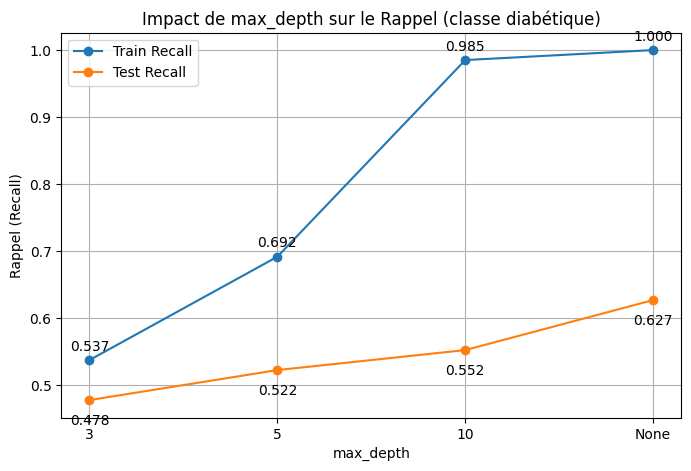 Impact de max_depth sur le Rappel (classe diabétique)
Train Recall
Test Recall
Rappel (Recall)
1.0
0.9
0.8
0.7
0.6
0.5
0.537
0.692
0.985
1.000
0.478
0.522
0.552
0.627
3
5
10
None
max_depth